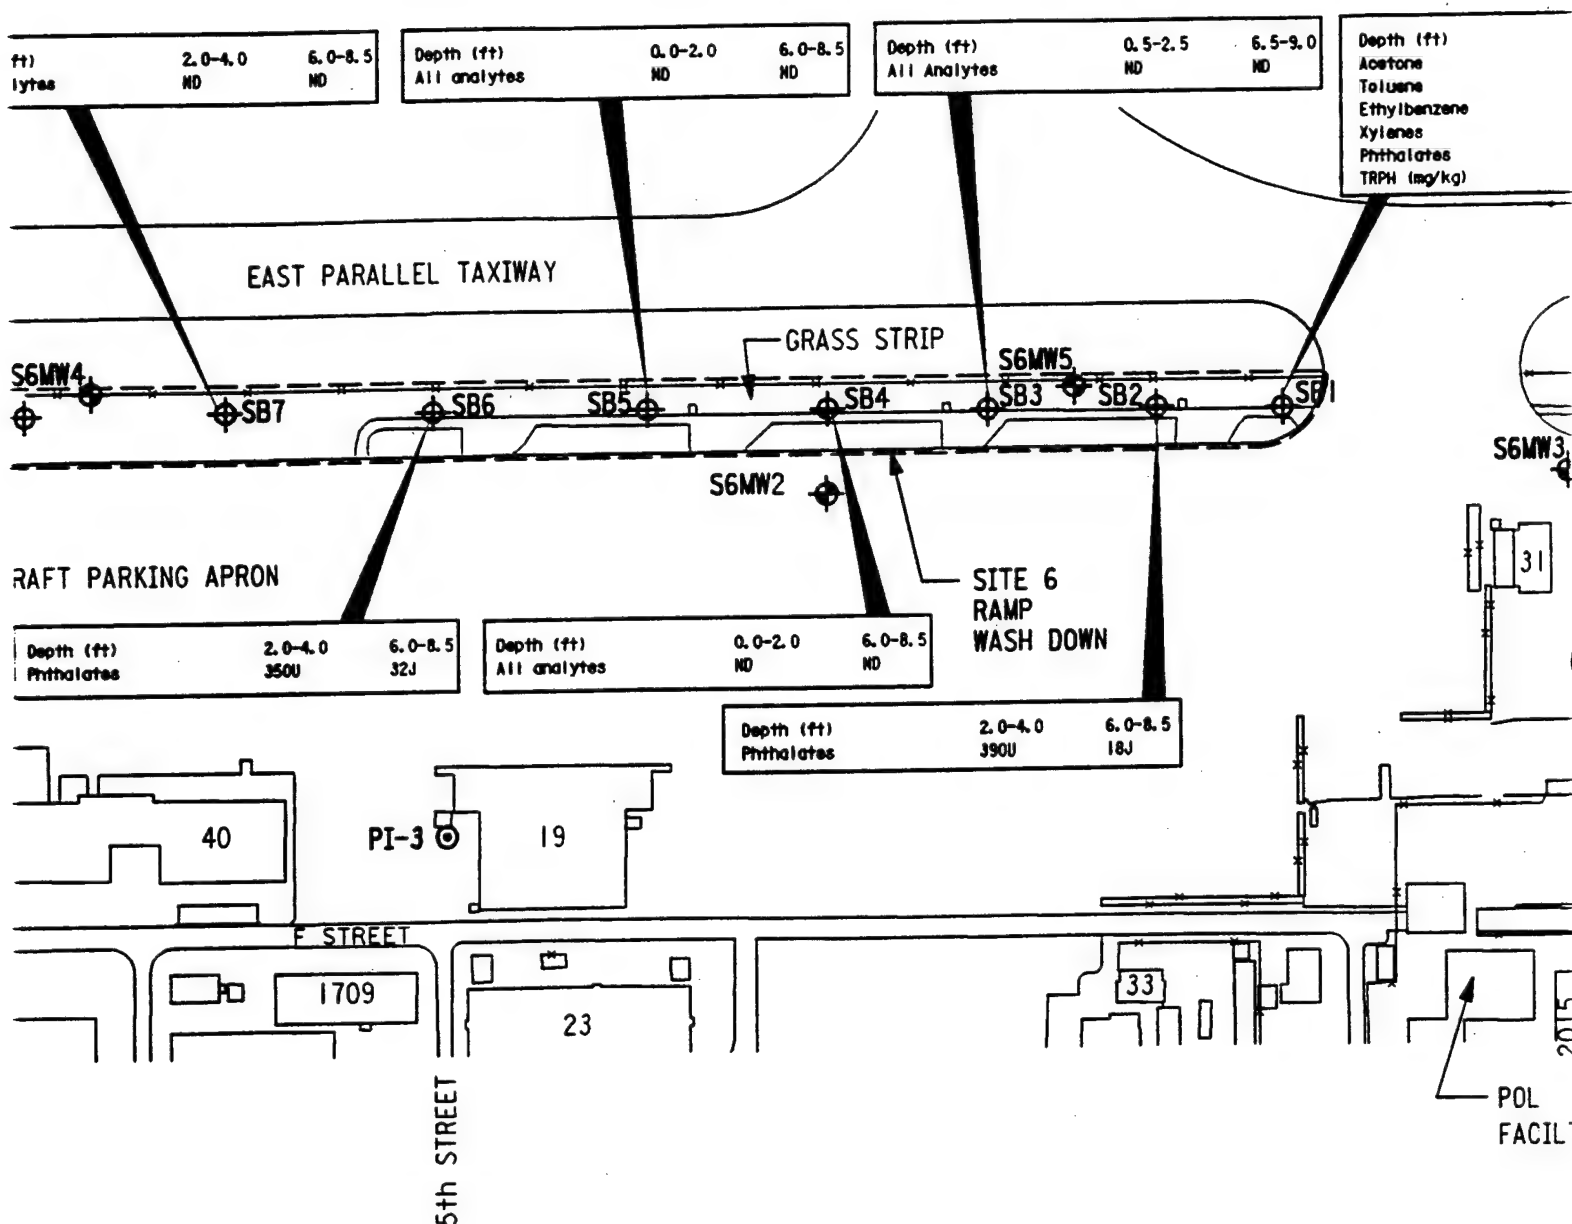 ft) 2.0-4.0 6.0-8.5
lytes ND ND
Depth (ft) 0.0-2.0 6.0-8.5
All analytes ND ND
Depth (ft) 0.5-2.5 6.5-9.0
All Analytes ND ND
Depth (ft)
Acetone
Toluene
Ethylbenzene
Xylenes
Phthalates
TRPH (mg/kg)
EAST PARALLEL TAXIWAY
GRASS STRIP
S6MW4
S6MW5
SB7
SB6
SB5
SB4
SB3
SB2
SB1
S6MW2
S6MW3
RAFT PARKING APRON
SITE 6
RAMP
WASH DOWN
31
Depth (ft) 2.0-4.0 6.0-8.5
Phthalates 350U 32J
Depth (ft) 0.0-2.0 6.0-8.5
All analytes ND ND
Depth (ft) 2.0-4.0 6.0-8.5
Phthalates 390U 18J
40
PI-3
19
F STREET
1709
23
33
2015
5th STREET
POL
FACIL